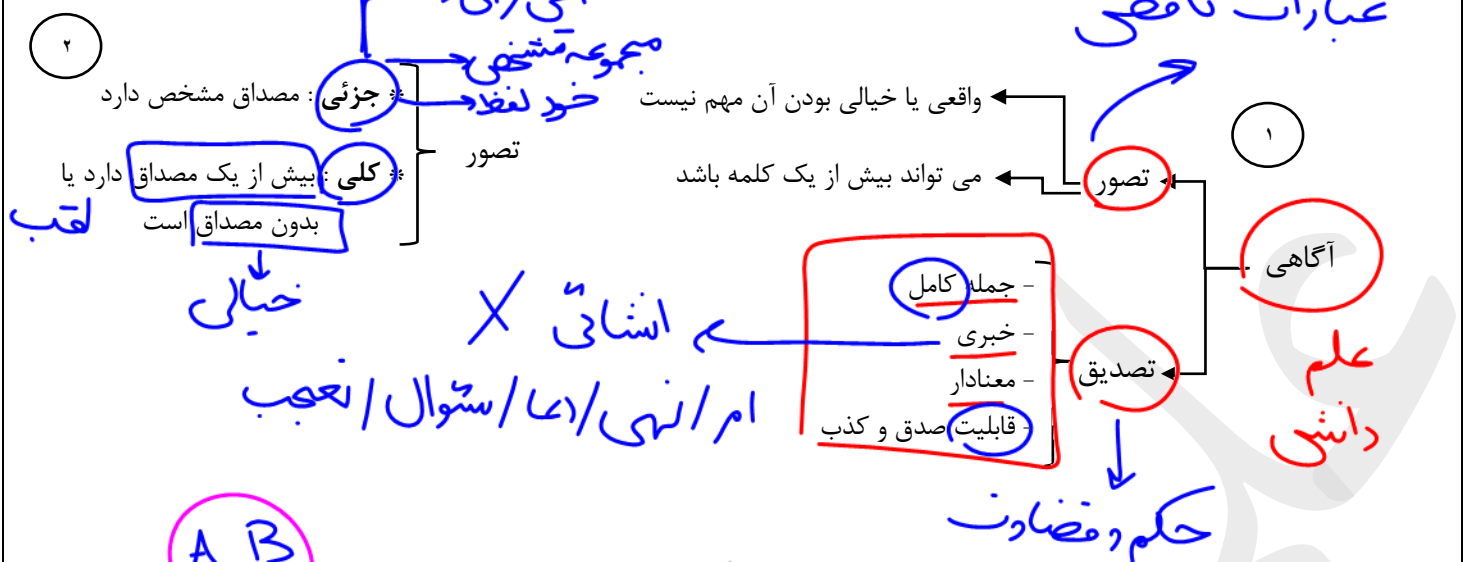 عبارات ناقص
۱
آگاهی
علم
دانش
تصور
واقعی یا خیالی بودن آن مهم نیست
می تواند بیش از یک کلمه باشد
تصدیق
- جمله کامل
- خبری
- معنادار
- قابلیت صدق و کذب
انشائی X
امر / نهی / دعا / سئوال / تعجب
حکم و قضاوت
۲
تصور
* جزئی : مصداق مشخص دارد
مجموعه مشخص
خود لفظ
* کلی : بیش از یک مصداق دارد یا
بدون مصداق است
لقب
خیالی
A B